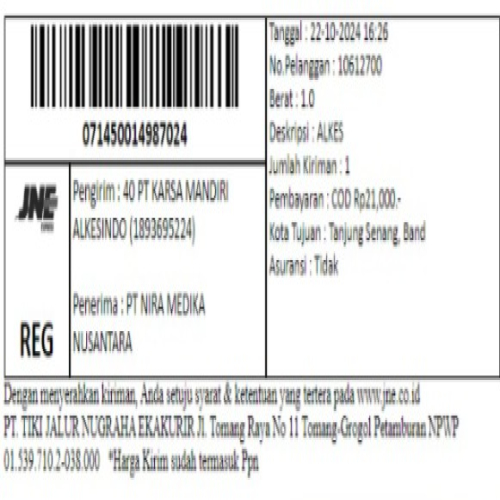 071450014987024
JNE
EXPRESS
REG
Pengirim : 40 PT KARSA MANDIRI
ALKESINDO (1893695224)
Penerima : PT NIRA MEDIKA
NUSANTARA
Tanggal : 22-10-2024 16:26
No.Pelanggan : 10612700
Berat : 1.0
Deskripsi : ALKES
Jumlah Kiriman : 1
Pembayaran : COD Rp21,000.-
Kota Tujuan : Tanjung Senang, Band
Asuransi : Tidak
Dengan menyerahkan kiriman, Anda setuju syarat & ketentuan yang tertera pada www.jne.co.id
PT. TIKI JALUR NUGRAHA EKAKURIR Jl. Tomang Raya No 11 Tomang-Grogol Petamburan NPWP
01.539.710.2-038.000 *Harga Kirim sudah termasuk Ppn